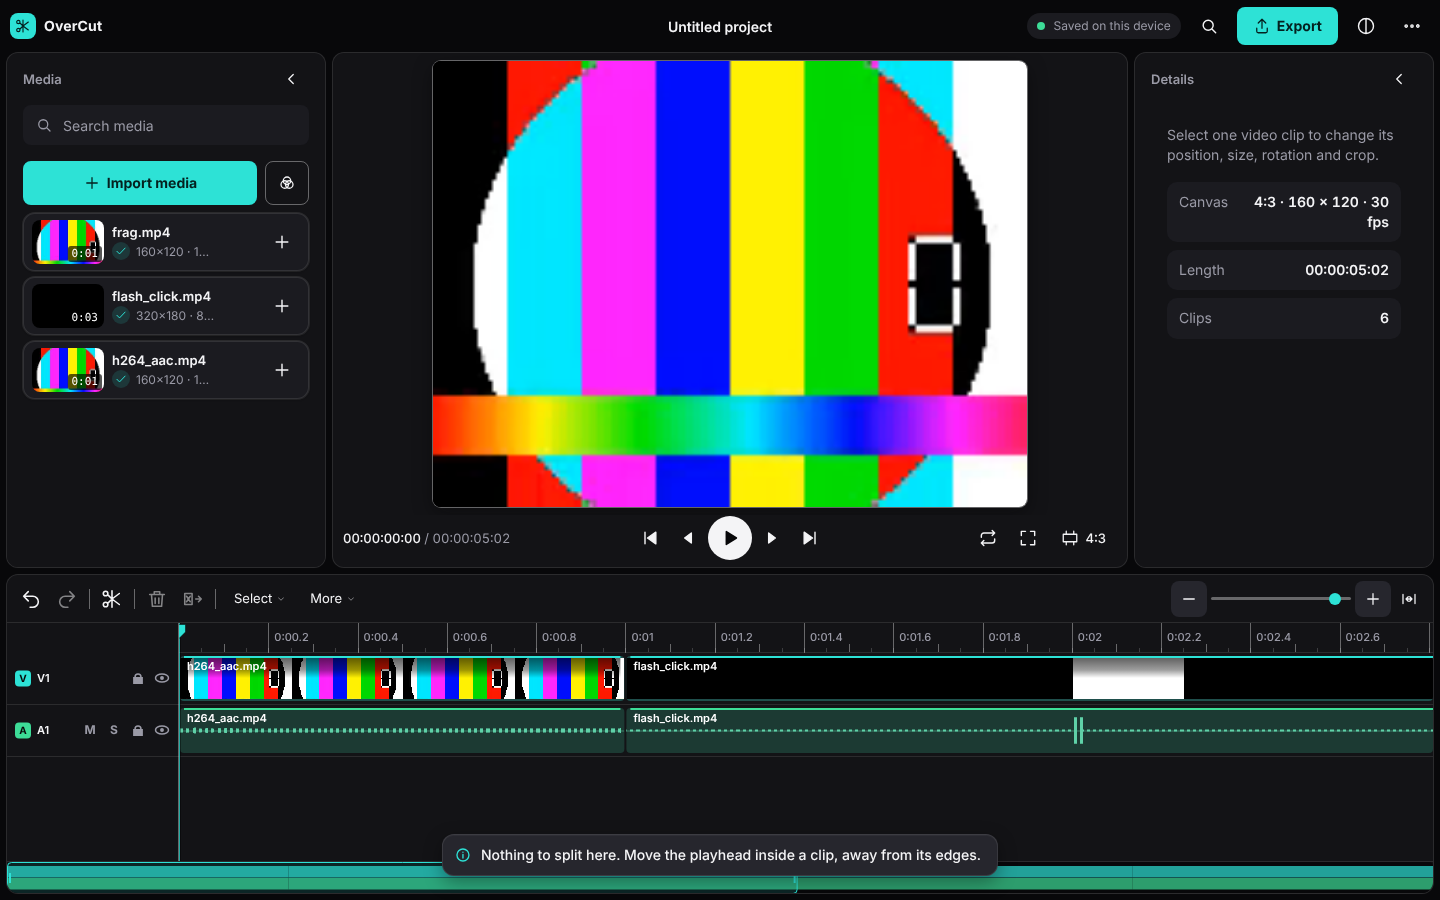 OverCut
Untitled project
Saved on this device
Export
Media
Search media
Import media
frag.mp4
0:01
160×120 · 1...
flash_click.mp4
0:03
320×180 · 8...
h264_aac.mp4
0:01
160×120 · 1...
00:00:00:00 / 00:00:05:02
4:3
Details
Select one video clip to change its
position, size, rotation and crop.
Canvas
4:3 · 160 × 120 · 30
fps
Length
00:00:05:02
Clips
6
Select
More
0:00.2
0:00.4
0:00.6
0:00.8
0:01
0:01.2
0:01.4
0:01.6
0:01.8
0:02
0:02.2
0:02.4
0:02.6
V V1
h264_aac.mp4
flash_click.mp4
A A1
M S
h264_aac.mp4
flash_click.mp4
Nothing to split here. Move the playhead inside a clip, away from its edges.